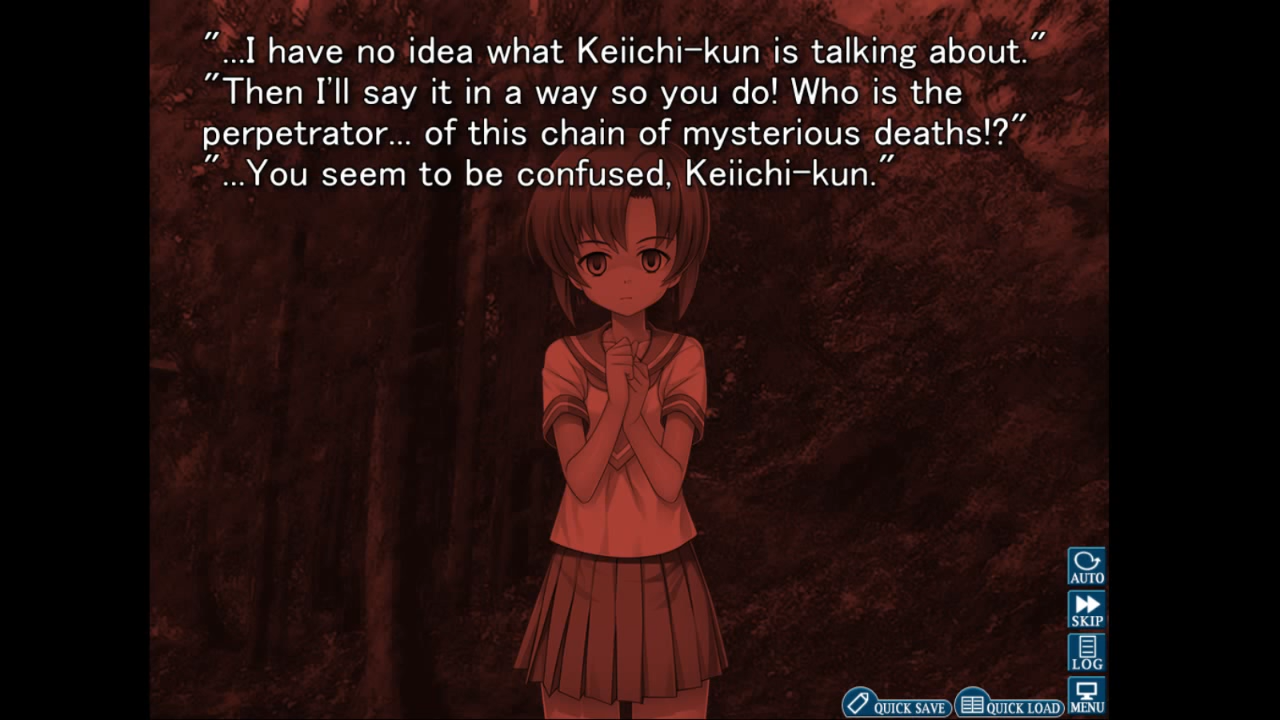 "...I have no idea what Keiichi-kun is talking about."
"Then I'll say it in a way so you do! Who is the
perpetrator... of this chain of mysterious deaths!?"
"...You seem to be confused, Keiichi-kun."
AUTO
SKIP
LOG
MENU
QUICK SAVE
QUICK LOAD